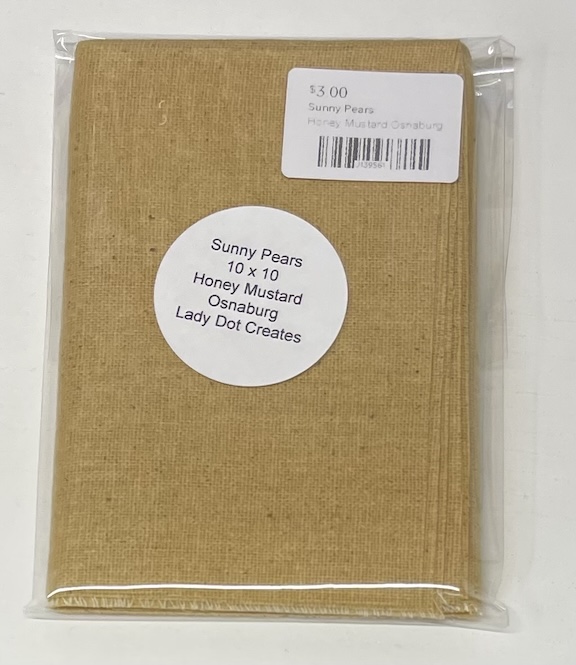 $3 00
Sunny Pears
Honey Mustard Osnaburg
Sunny Pears
10 x 10
Honey Mustard
Osnaburg
Lady Dot Creates